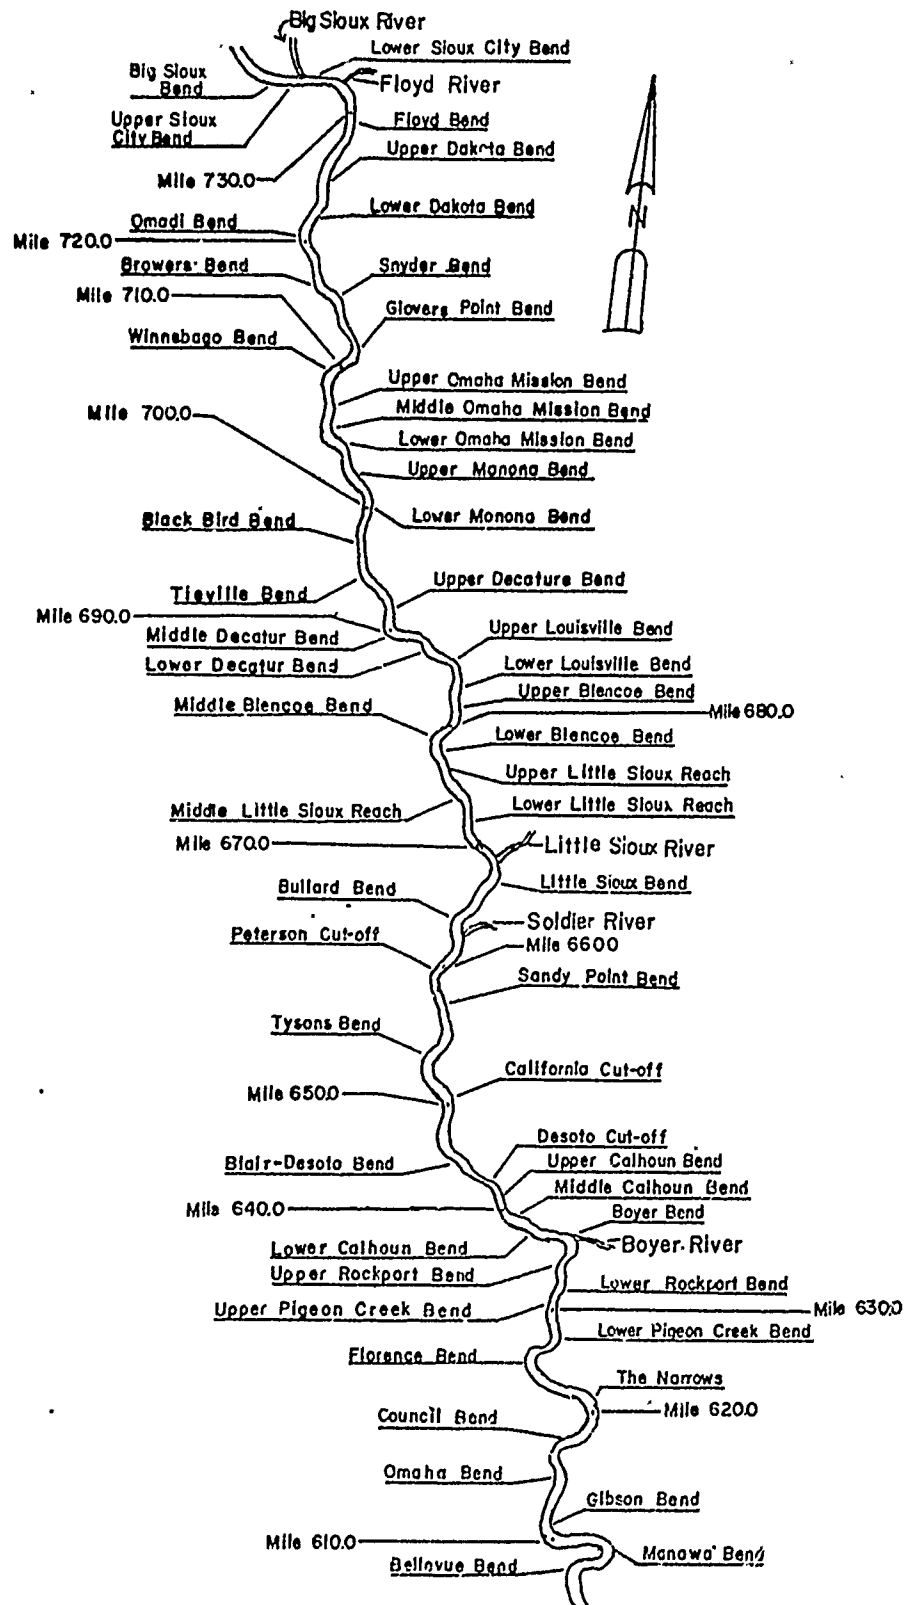 Big Sioux River
Lower Sioux City Bend
Big Sioux
Bend
Floyd River
Upper Sioux
City Bend
Floyd Bend
Upper Dakota Bend
Mile 730.0
Lower Dakota Bend
Omadi Bend
Mile 720.0
Browers Bend
Snyder Bend
Mile 710.0
Glovers Point Bend
Winnebago Bend
N
Upper Omaha Mission Bend
Middle Omaha Mission Bend
Mile 700.0
Lower Omaha Mission Bend
Upper Monona Bend
Lower Monona Bend
Black Bird Bend
Upper Decature Bend
Tieville Bend
Mile 690.0
Upper Louisville Bend
Middle Decatur Bend
Lower Decatur Bend
Lower Louisville Bend
Upper Blencoe Bend
Middle Blencoe Bend
Mile 680.0
Lower Blencoe Bend
Upper Little Sioux Reach
Lower Little Sioux Reach
Middle Little Sioux Reach
Mile 670.0
Little Sioux River
Little Sioux Bend
Bullard Bend
Soldier River
Peterson Cut-off
Mile 6600
Sandy Point Bend
Tysons Bend
California Cut-off
Mile 650.0
Desoto Cut-off
Blair-Desoto Bend
Upper Calhoun Bend
Middle Calhoun Bend
Mile 640.0
Boyer Bend
Lower Calhoun Bend
Boyer River
Upper Rockport Bend
Lower Rockport Bend
Upper Pigeon Creek Bend
Mile 630.0
Lower Pigeon Creek Bend
Florence Bend
The Narrows
Mile 620.0
Council Bend
Omaha Bend
Gibson Bend
Mile 610.0
Manawa Bend
Bellevue Bend